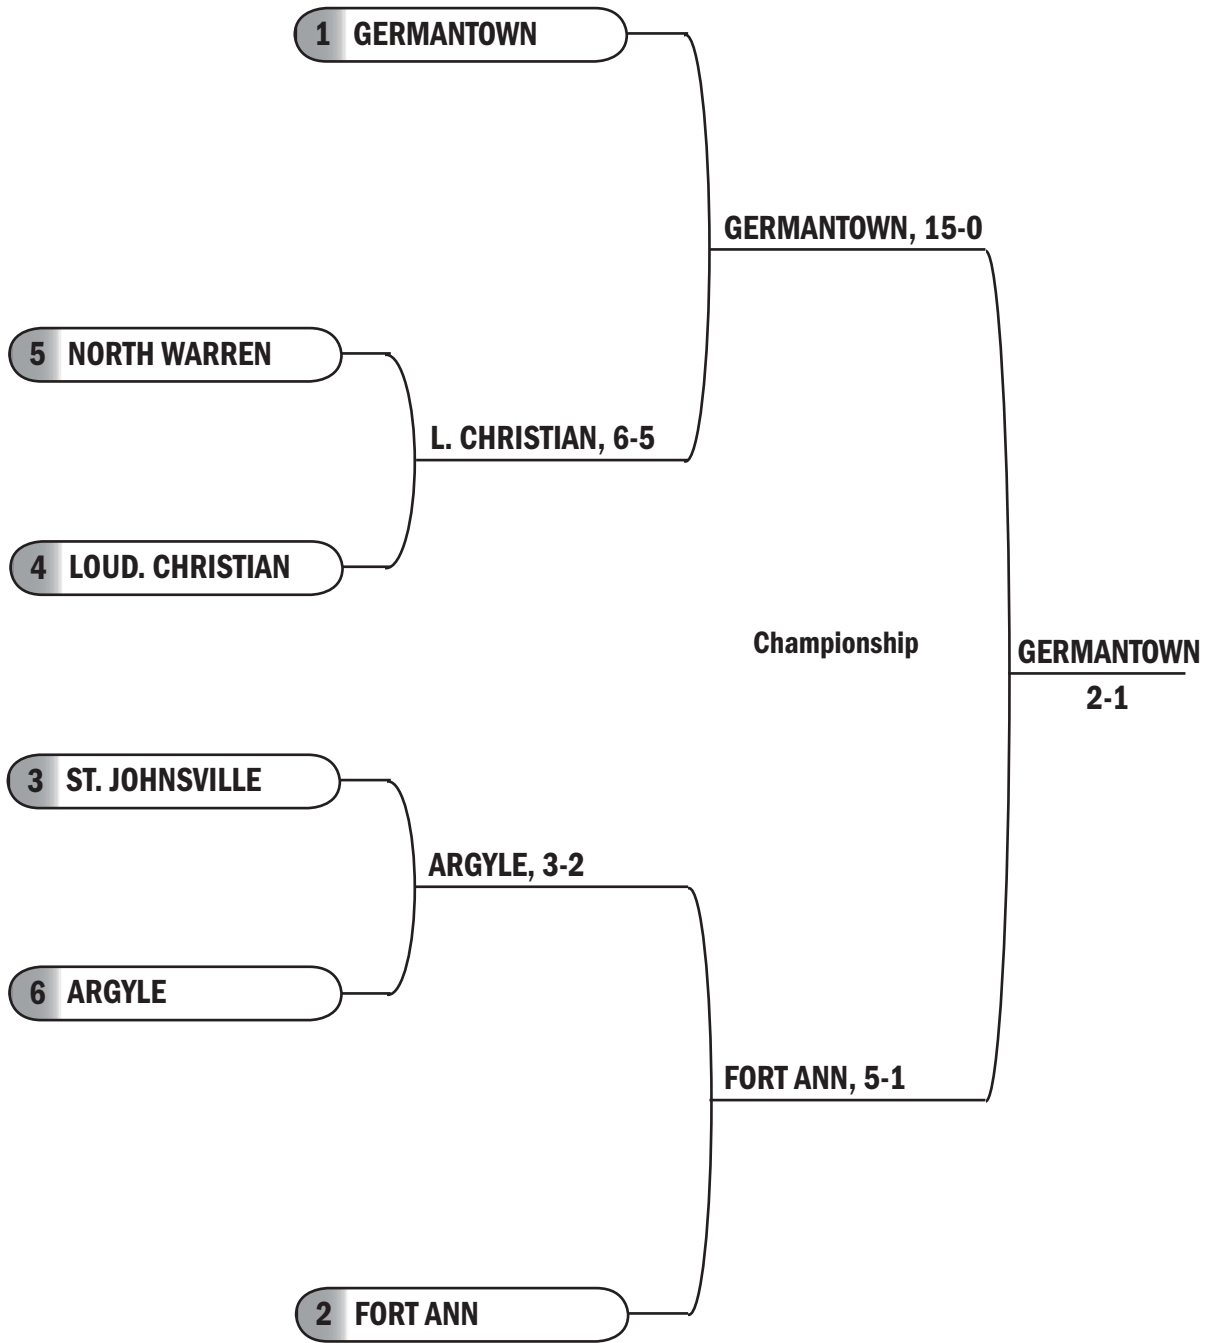 1 GERMANTOWN
GERMANTOWN, 15-0
5 NORTH WARREN
L. CHRISTIAN, 6-5
4 LOUD. CHRISTIAN
Championship
GERMANTOWN
2-1
3 ST. JOHNSVILLE
ARGYLE, 3-2
6 ARGYLE
FORT ANN, 5-1
2 FORT ANN